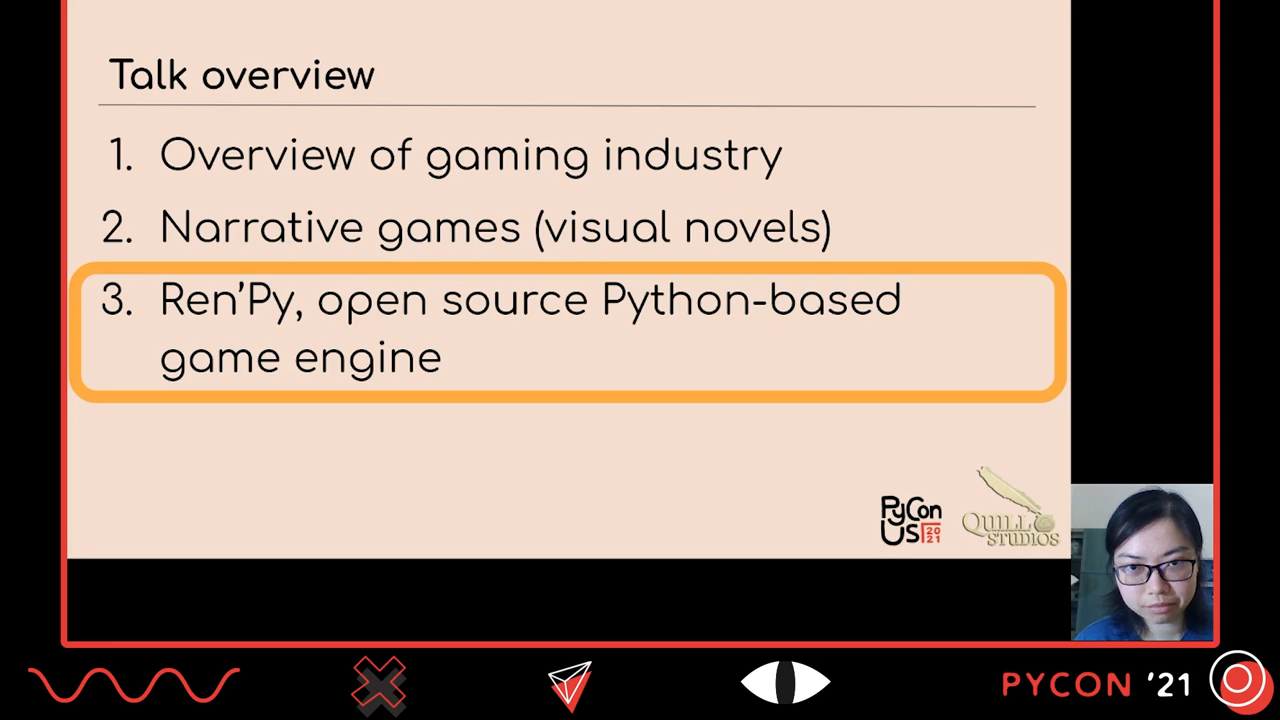 Talk overview
1. Overview of gaming industry
2. Narrative games (visual novels)
3. Ren’Py, open source Python-based
game engine
PyCon
US 2021
QUILL
STUDIOS
PYCON ’21